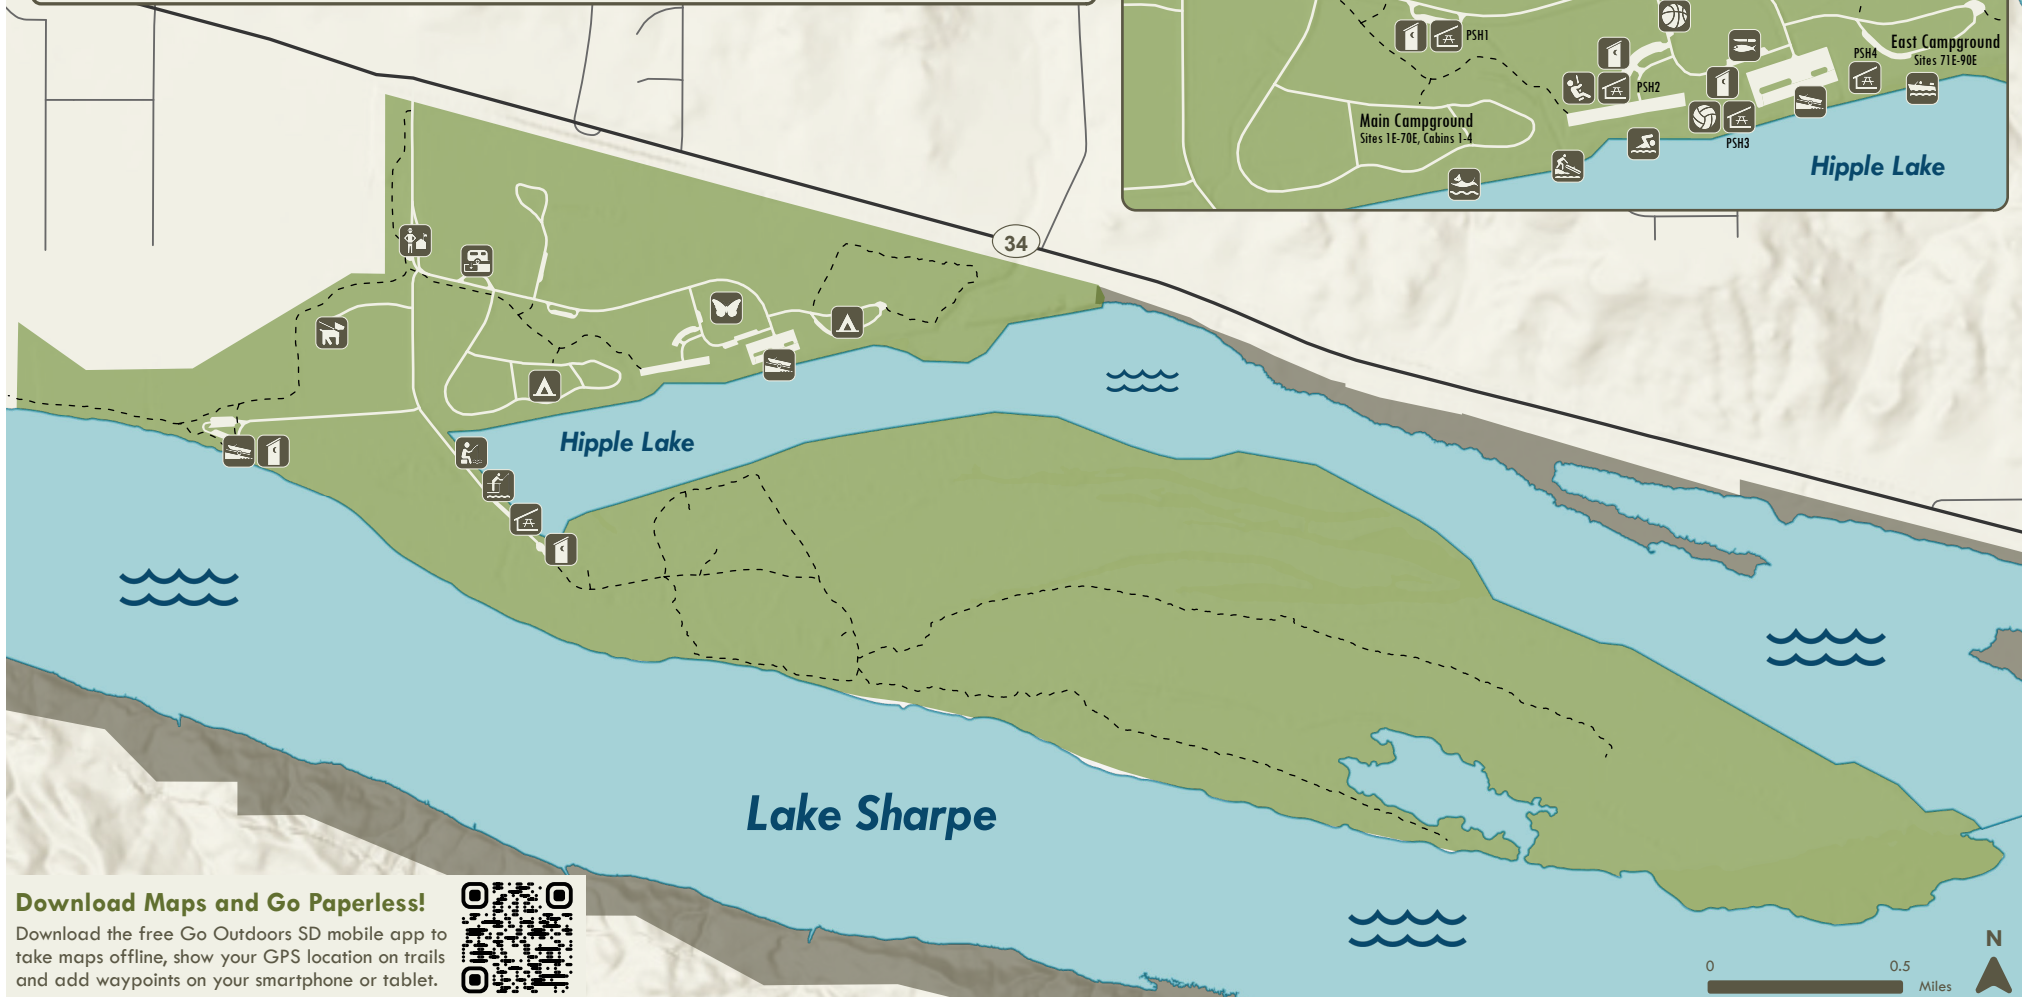 PSH1
East Campground
Sites 71E-90E
PSH4
PSH2
Main Campground
Sites 1E-70E, Cabins 1-4
PSH3
Hipple Lake
34
Hipple Lake
Lake Sharpe
Download Maps and Go Paperless!
Download the free Go Outdoors SD mobile app to
take maps offline, show your GPS location on trails
and add waypoints on your smartphone or tablet.
N
0 0.5
Miles